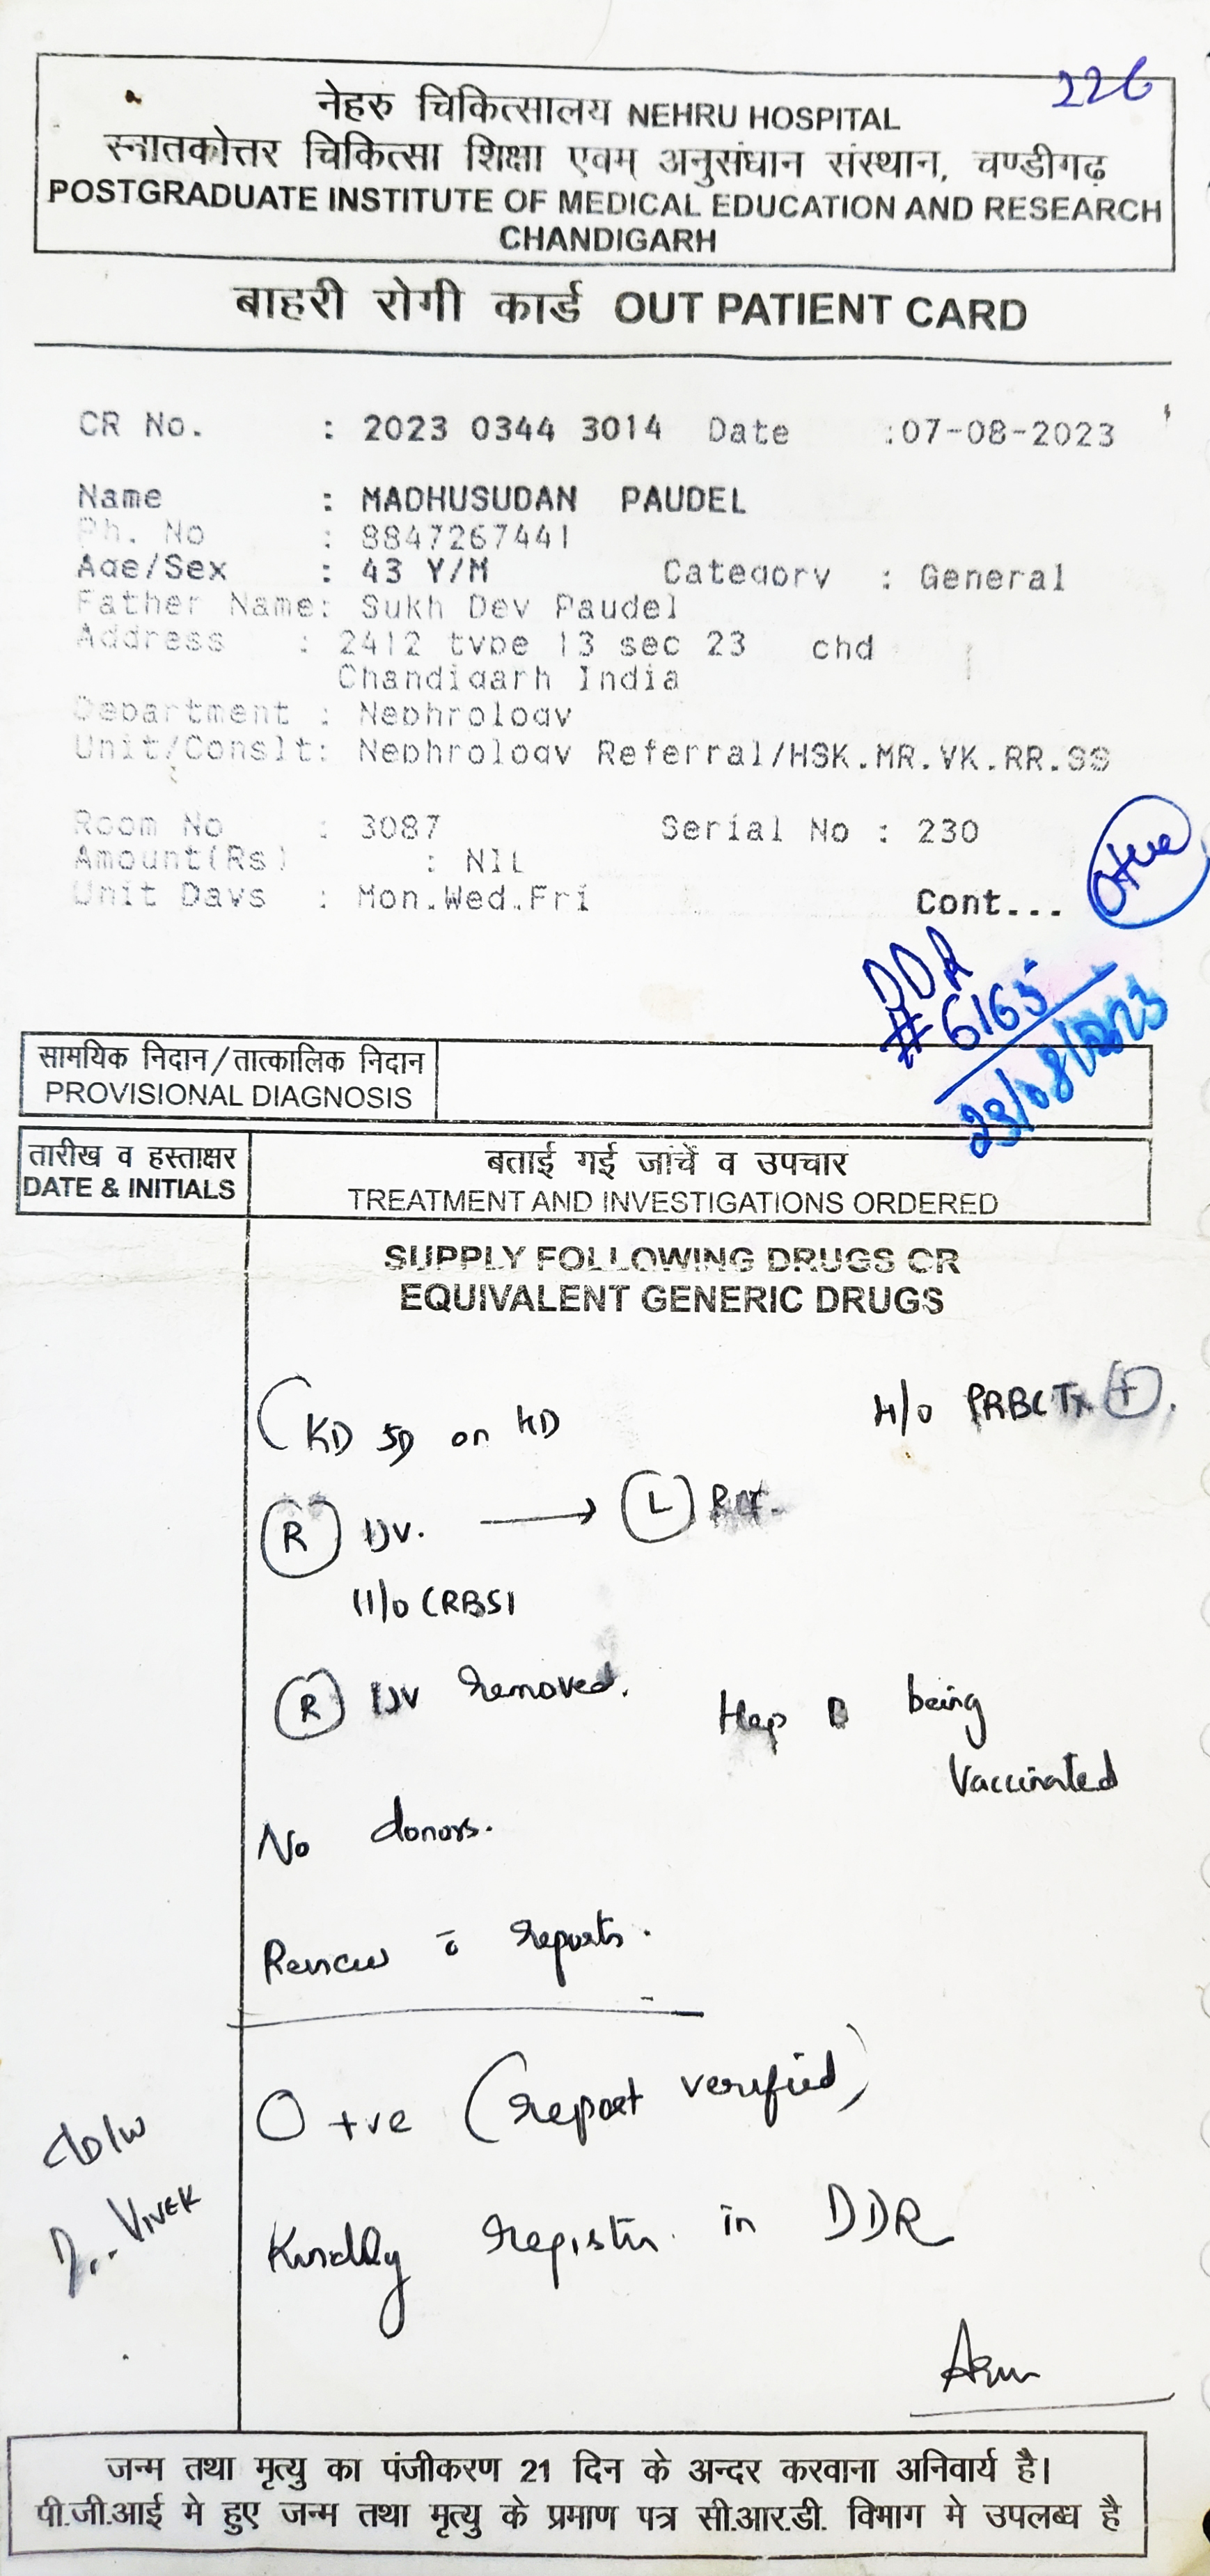 226
नेहरु चिकित्सालय NEHRU HOSPITAL
स्नातकोत्तर चिकित्सा शिक्षा एवम् अनुसंधान संस्थान, चण्डीगढ़
POSTGRADUATE INSTITUTE OF MEDICAL EDUCATION AND RESEARCH
CHANDIGARH
बाहरी रोगी कार्ड OUT PATIENT CARD
CR No. : 2023 0344 3014 Date :07-08-2023
Name : MADHUSUDAN PAUDEL
Ph. No : 8847267441
Age/Sex : 43 Y/M Category : General
Father Name: Sukh Dev Paudel
Address : 2412 type 13 sec 23 chd
Chandigarh India
Department : Nephrology
Unit/Conslt: Nephrology Referral/HSK.MR.VK.RR.SS
Room No : 3087 Serial No : 230
Amount(Rs) : NIL
Unit Days : Mon.Wed.Fri Cont...
O+ve
DDR
#6165
23/08/2023
सामयिक निदान/तात्कालिक निदान
PROVISIONAL DIAGNOSIS
तारीख व हस्ताक्षर
DATE & INITIALS
बताई गई जांचें व उपचार
TREATMENT AND INVESTIGATIONS ORDERED
SUPPLY FOLLOWING DRUGS CR
EQUIVALENT GENERIC DRUGS
CKD 5D on HD H/o PRBC Tx +.
R IJV. → L
H/o CRBSI
R IJV removed.
Hep B being
Vaccinated
No donors.
Review c̄ reports.
O +ve (report verified)
d/w
Dr. VIVEK
Kindly register in DDR
जन्म तथा मृत्यु का पंजीकरण 21 दिन के अन्दर करवाना अनिवार्य है।
पी.जी.आई मे हुए जन्म तथा मृत्यु के प्रमाण पत्र सी.आर.डी. विभाग मे उपलब्ध है